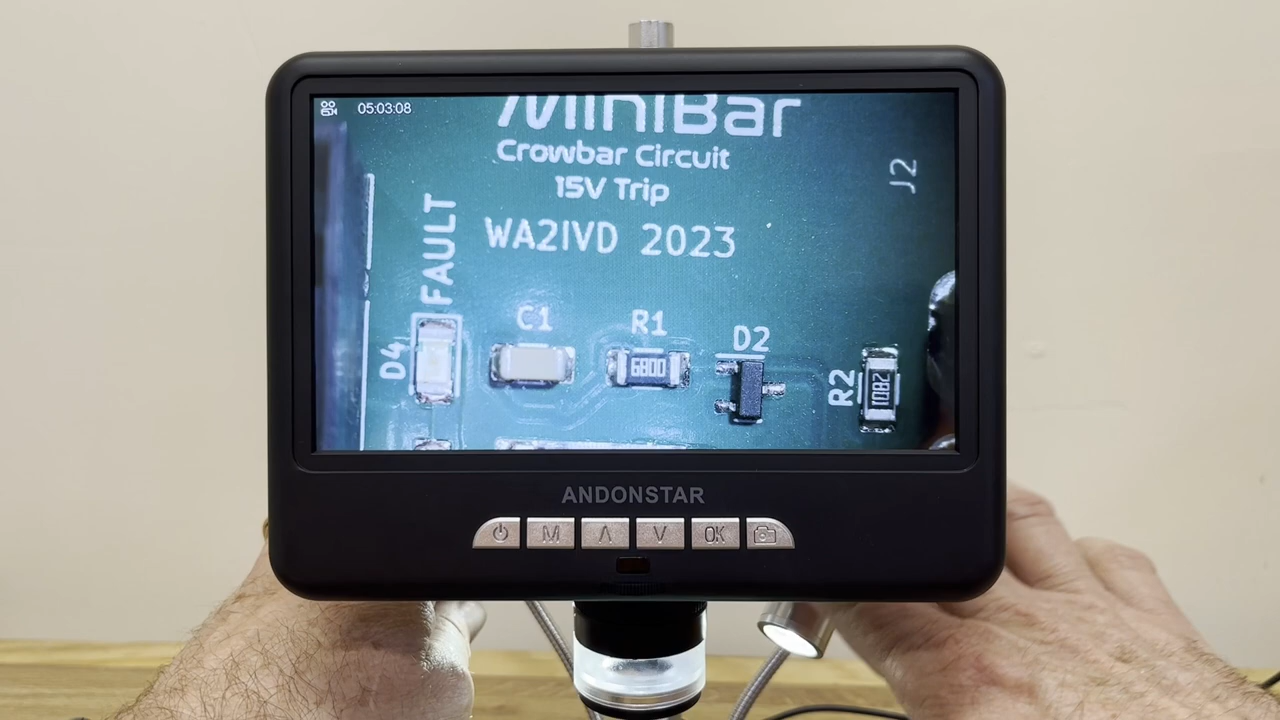 05:03:08
MiniBar
Crowbar Circuit
15V Trip
WA2IVD 2023
J2
FAULT
D4
C1
R1
6800
D2
R2
1082
ANDONSTAR
M
OK